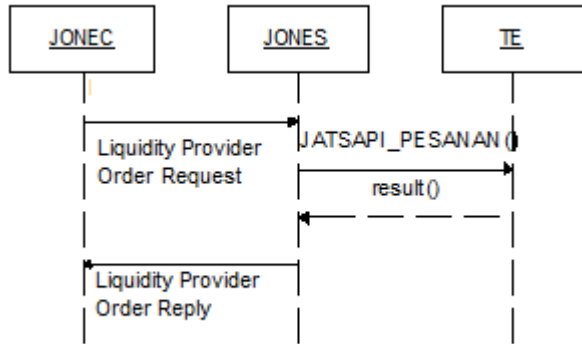 JONEC
JONES
TE
Liquidity Provider
Order Request
JATSAPI_PESANAN()
result()
Liquidity Provider
Order Reply